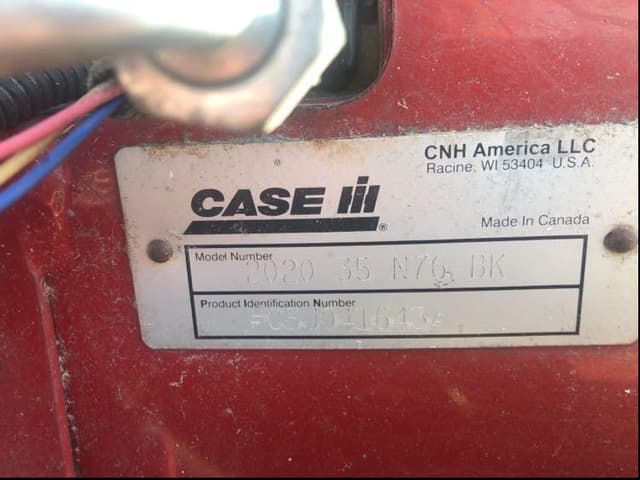 CNH America LLC
Racine, WI 53404 U.S.A.
CASE IH
®
Made In Canada
Model Number
2020 35 N76 BK
Product Identification Number